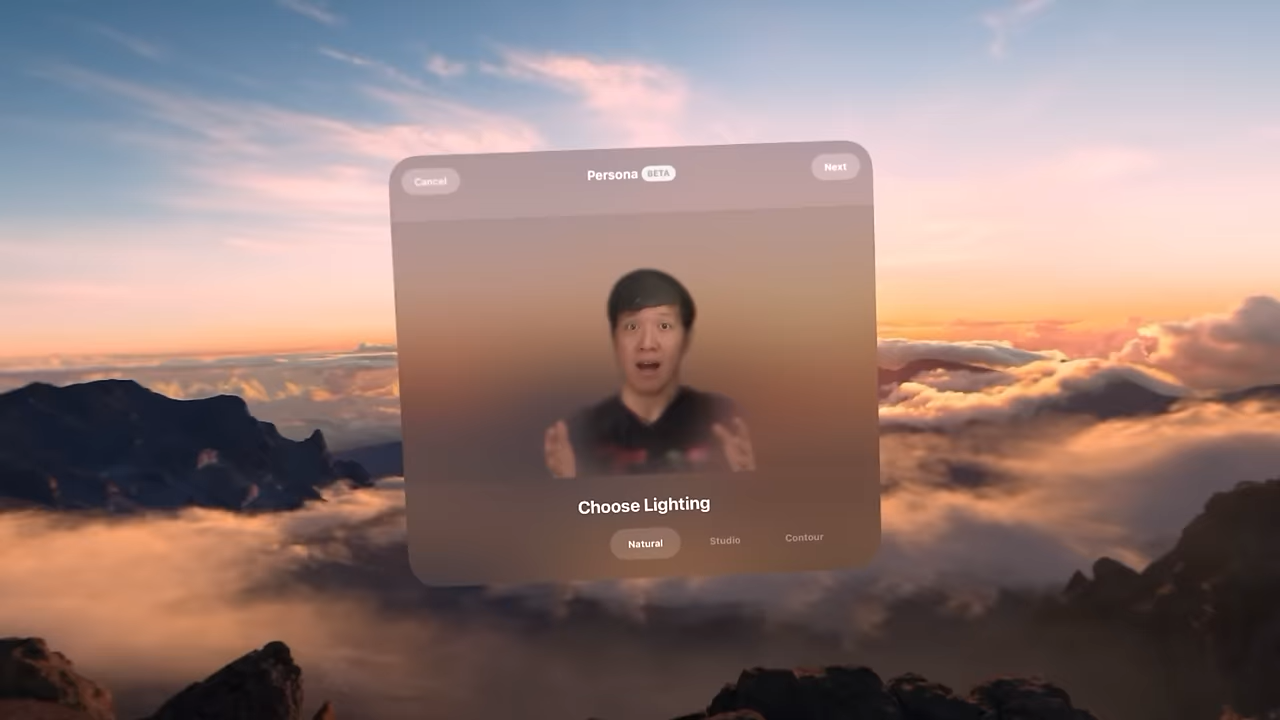 Cancel
Persona BETA
Next
Choose Lighting
Natural
Studio
Contour